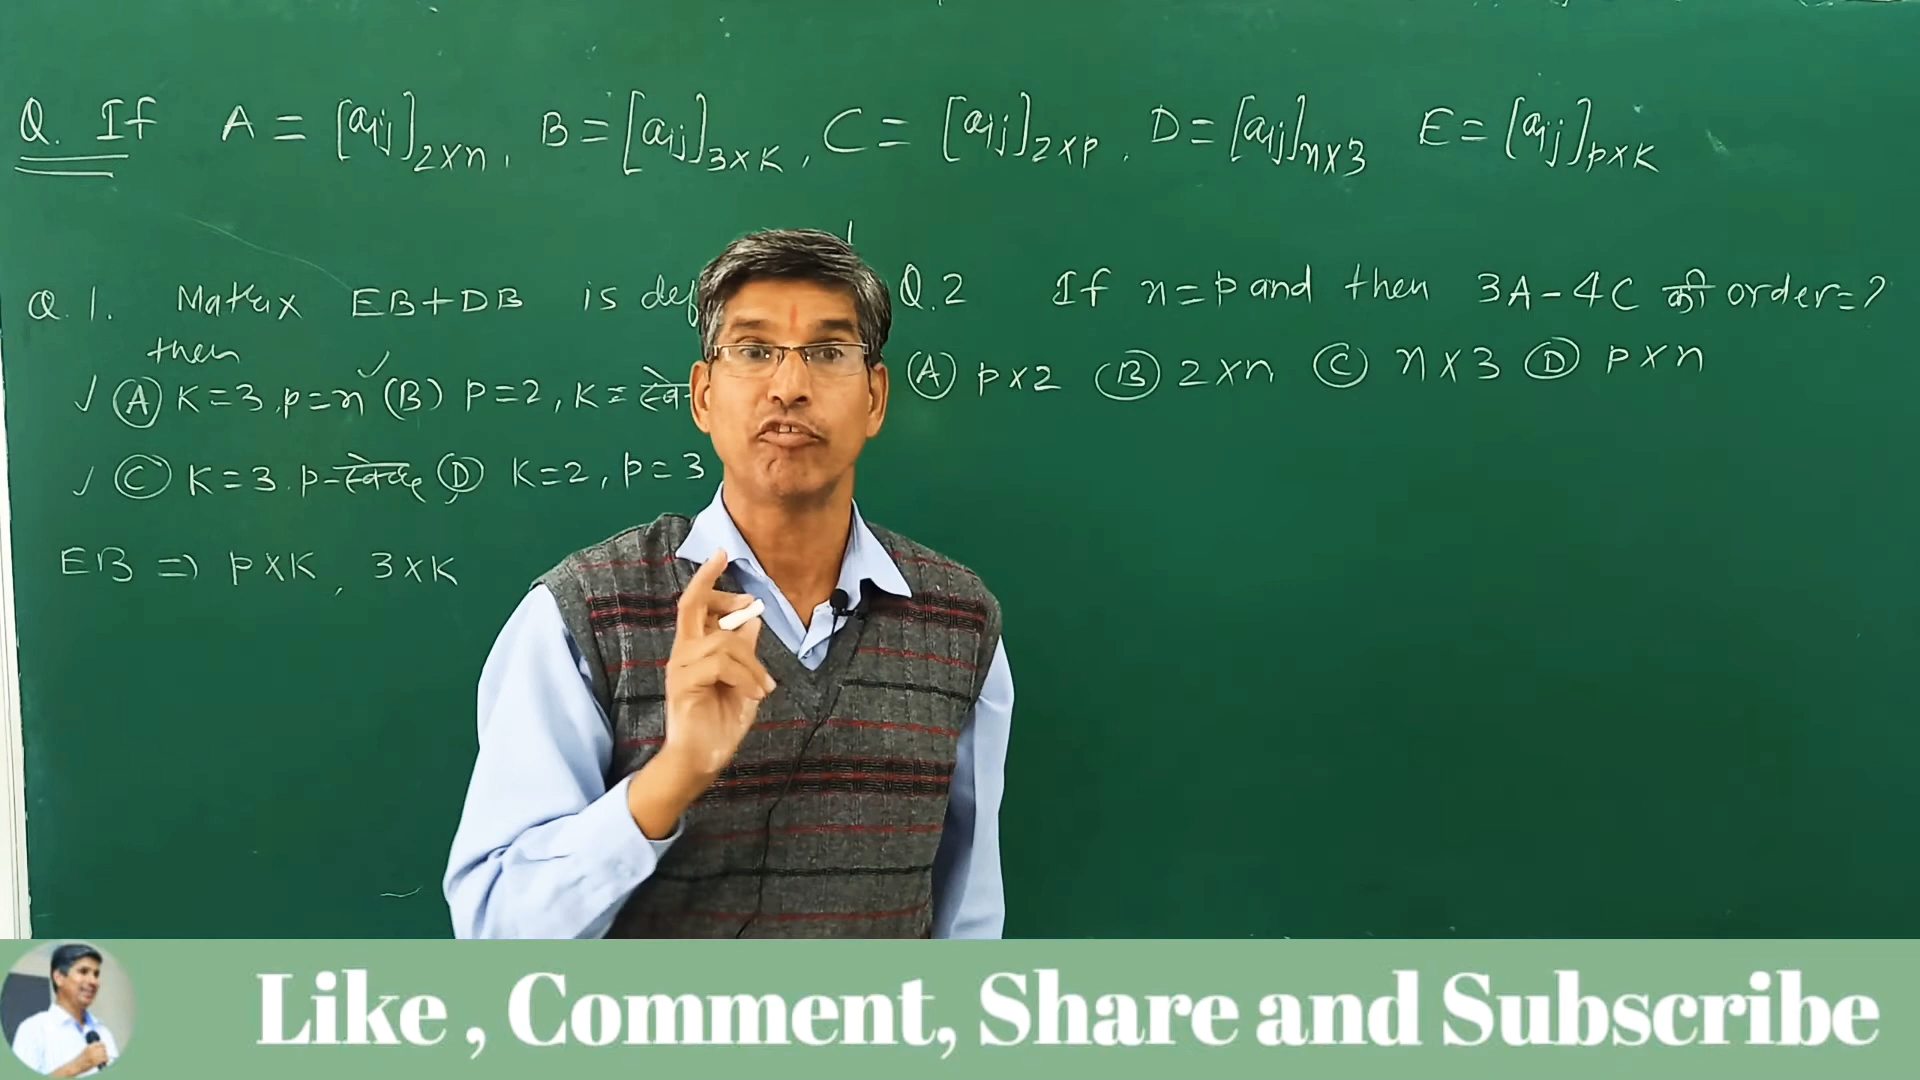 Q. If A = [aij]2×n, B = [aij]3×K, C = [aij]2×p, D = [aij]n×3 E = [aij]p×K
Q.1. Matrix EB+DB is def
then
✓ (A) K=3, p=n ✓ (B) p=2, K=
✓ (C) K=3. p- (D) K=2, p=3
EB ⇒ p×K, 3×K
Q.2 If n=p and then 3A-4C की order=?
(A) p×2 (B) 2×n (C) n×3 (D) p×n
Like , Comment, Share and Subscribe